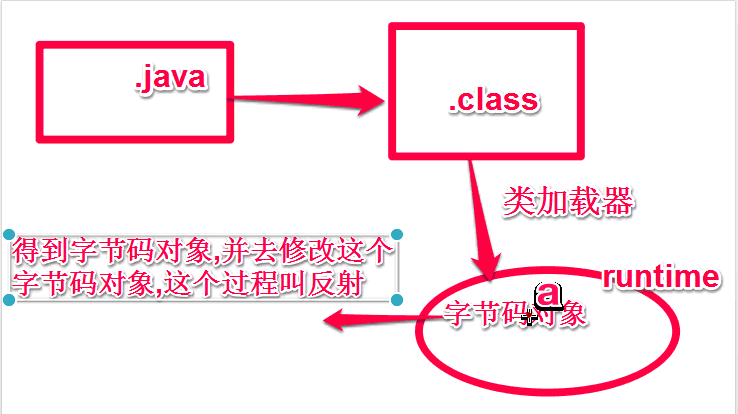 .java
.class
类加载器
得到字节码对象,并去修改这个
字节码对象,这个过程叫反射
runtime
a
字节码对象